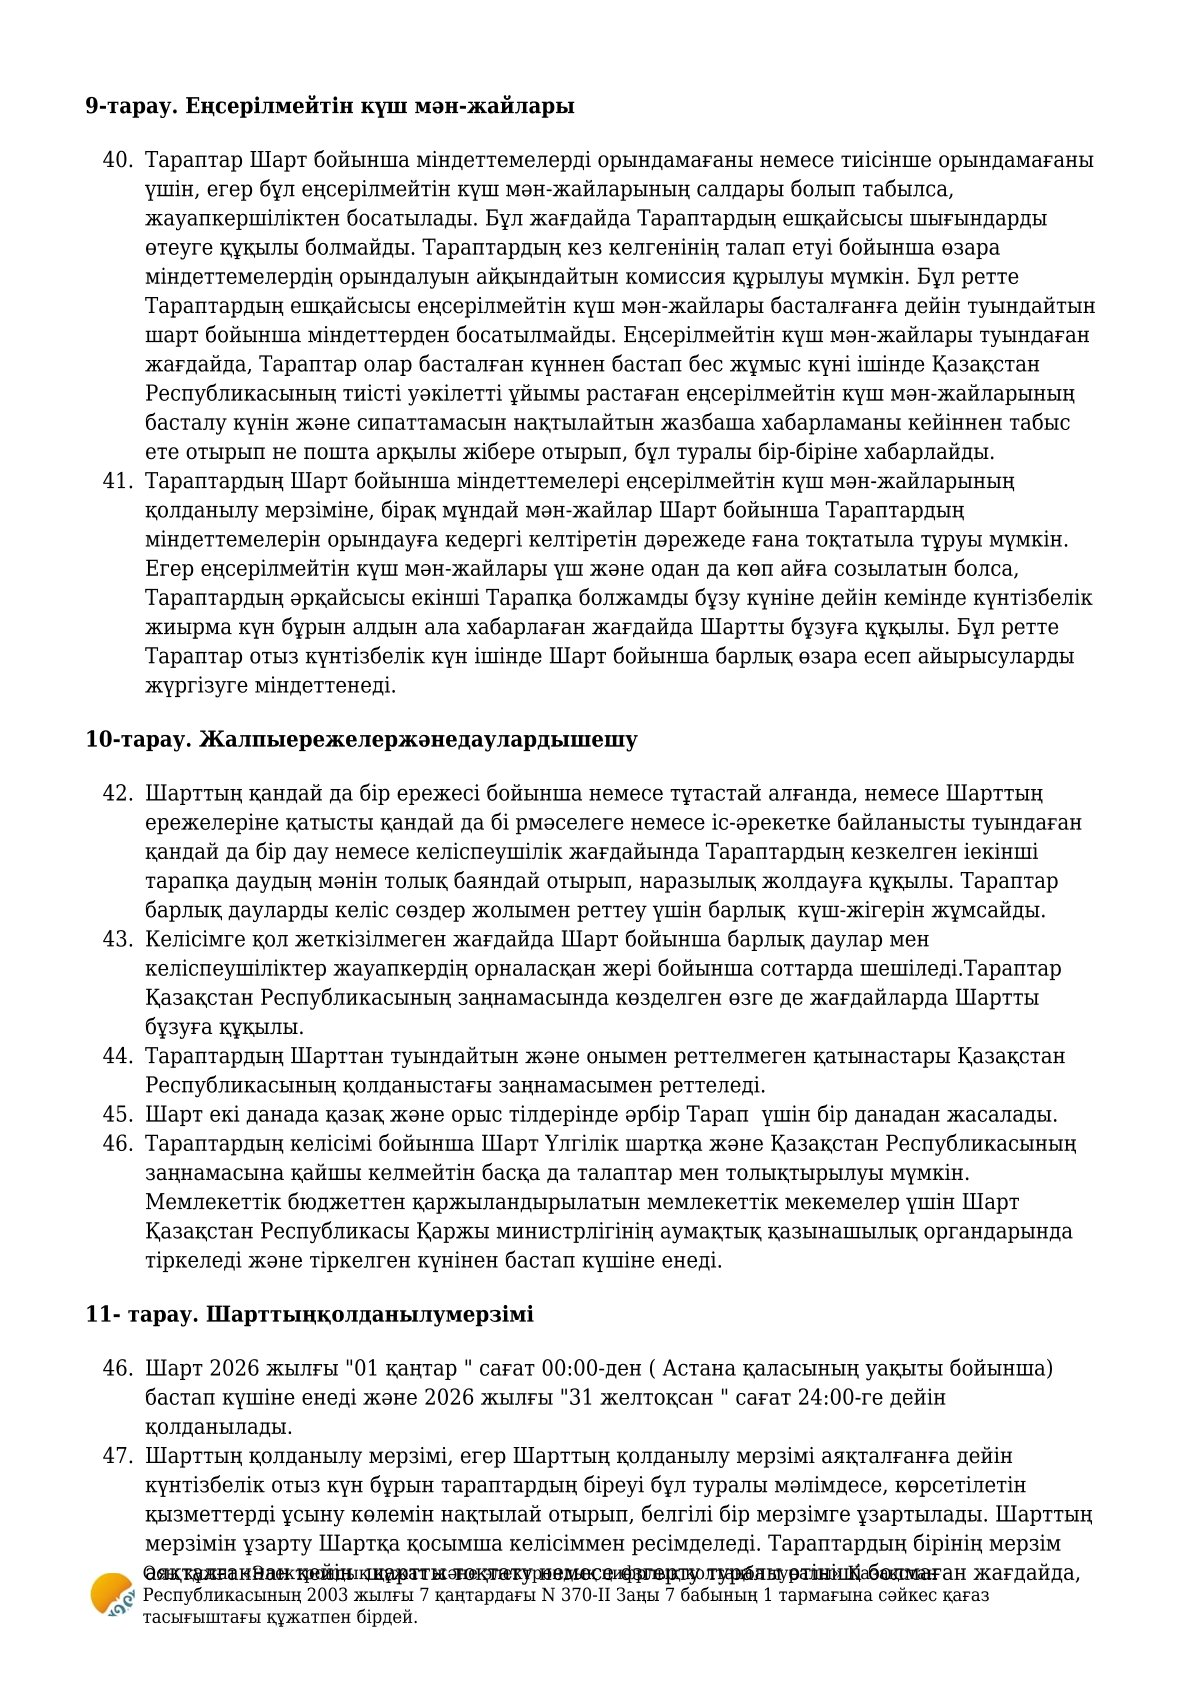 9-тарау. Еңсерілмейтін күш мән-жайлары
40. Тараптар Шарт бойынша міндеттемелерді орындамағаны немесе тиісінше орындамағаны
үшін, егер бұл еңсерілмейтін күш мән-жайларының салдары болып табылса,
жауапкершіліктен босатылады. Бұл жағдайда Тараптардың ешқайсысы шығындарды
өтеуге құқылы болмайды. Тараптардың кез келгенінің талап етуі бойынша өзара
міндеттемелердің орындалуын айқындайтын комиссия құрылуы мүмкін. Бұл ретте
Тараптардың ешқайсысы еңсерілмейтін күш мән-жайлары басталғанға дейін туындайтын
шарт бойынша міндеттерден босатылмайды. Еңсерілмейтін күш мән-жайлары туындаған
жағдайда, Тараптар олар басталған күннен бастап бес жұмыс күні ішінде Қазақстан
Республикасының тиісті уәкілетті ұйымы растаған еңсерілмейтін күш мән-жайларының
басталу күнін және сипаттамасын нақтылайтын жазбаша хабарламаны кейіннен табыс
ете отырып не пошта арқылы жібере отырып, бұл туралы бір-біріне хабарлайды.
41. Тараптардың Шарт бойынша міндеттемелері еңсерілмейтін күш мән-жайларының
қолданылу мерзіміне, бірақ мұндай мән-жайлар Шарт бойынша Тараптардың
міндеттемелерін орындауға кедергі келтіретін дәрежеде ғана тоқтатыла тұруы мүмкін.
Егер еңсерілмейтін күш мән-жайлары үш және одан да көп айға созылатын болса,
Тараптардың әрқайсысы екінші Тарапқа болжамды бұзу күніне дейін кемінде күнтізбелік
жиырма күн бұрын алдын ала хабарлаған жағдайда Шартты бұзуға құқылы. Бұл ретте
Тараптар отыз күнтізбелік күн ішінде Шарт бойынша барлық өзара есеп айырысуларды
жүргізуге міндеттенеді.
10-тарау. Жалпыережелержәнедаулардышешу
42. Шарттың қандай да бір ережесі бойынша немесе тұтастай алғанда, немесе Шарттың
ережелеріне қатысты қандай да бі рмәселеге немесе іс-әрекетке байланысты туындаған
қандай да бір дау немесе келіспеушілік жағдайында Тараптардың кезкелген іекінші
тарапқа даудың мәнін толық баяндай отырып, наразылық жолдауға құқылы. Тараптар
барлық дауларды келіс сөздер жолымен реттеу үшін барлық  күш-жігерін жұмсайды.
43. Келісімге қол жеткізілмеген жағдайда Шарт бойынша барлық даулар мен
келіспеушіліктер жауапкердің орналасқан жері бойынша соттарда шешіледі.Тараптар
Қазақстан Республикасының заңнамасында көзделген өзге де жағдайларда Шартты
бұзуға құқылы.
44. Тараптардың Шарттан туындайтын және онымен реттелмеген қатынастары Қазақстан
Республикасының қолданыстағы заңнамасымен реттеледі.
45. Шарт екі данада қазақ және орыс тілдерінде әрбір Тарап  үшін бір данадан жасалады.
46. Тараптардың келісімі бойынша Шарт Үлгілік шартқа және Қазақстан Республикасының
заңнамасына қайшы келмейтін басқа да талаптар мен толықтырылуы мүмкін.
Мемлекеттік бюджеттен қаржыландырылатын мемлекеттік мекемелер үшін Шарт
Қазақстан Республикасы Қаржы министрлігінің аумақтық қазынашылық органдарында
тіркеледі және тіркелген күнінен бастап күшіне енеді.
11- тарау. Шарттыңқолданылумерзімі
46. Шарт 2026 жылғы "01 қаңтар " сағат 00:00-ден ( Астана қаласының уақыты бойынша)
бастап күшіне енеді және 2026 жылғы "31 желтоқсан " сағат 24:00-ге дейін
қолданылады.
47. Шарттың қолданылу мерзімі, егер Шарттың қолданылу мерзімі аяқталғанға дейін
күнтізбелік отыз күн бұрын тараптардың біреуі бұл туралы мәлімдесе, көрсетілетін
қызметтерді ұсыну көлемін нақтылай отырып, белгілі бір мерзімге ұзартылады. Шарттың
мерзімін ұзарту Шартқа қосымша келісіммен ресімделеді. Тараптардың бірінің мерзім
аяқталғаннан кейін шартты тоқтату немесе өзгерту туралы өтініші болмаған жағдайда,
Республикасының 2003 жылғы 7 қаңтардағы N 370-II Заңы 7 бабының 1 тармағына сәйкес қағаз
тасығыштағы құжатпен бірдей.